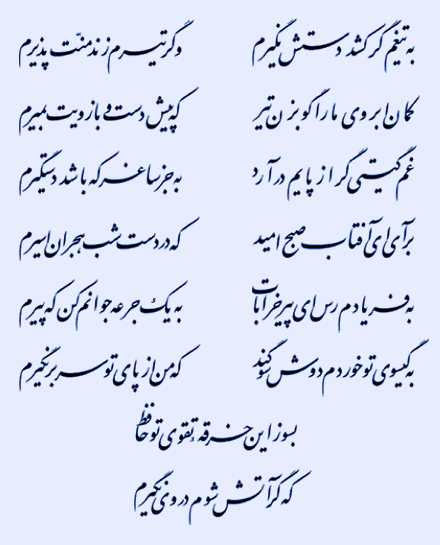 به تیغم گر کشد دستش نگیرم وگر تیرم زند منّت پذیرم
کمان ابروی ما را گو بزن تیر که پیش دست و بازویت بمیرم
غم گیتی گر از پایم درآرد به جز ساغر که باشد دستگیرم
برآی ای آفتاب صبح امید که در دست شب هجران اسیرم
به فریادم رس ای پیر خرابات به یک جرعه جوانم کن که پیرم
به گیسوی تو خوردم دوش سوگند که من از پای تو سر برنگیرم
بسوز این خرقه تقوی تو حافظ
که گر آتش شوم در وی نگیرم